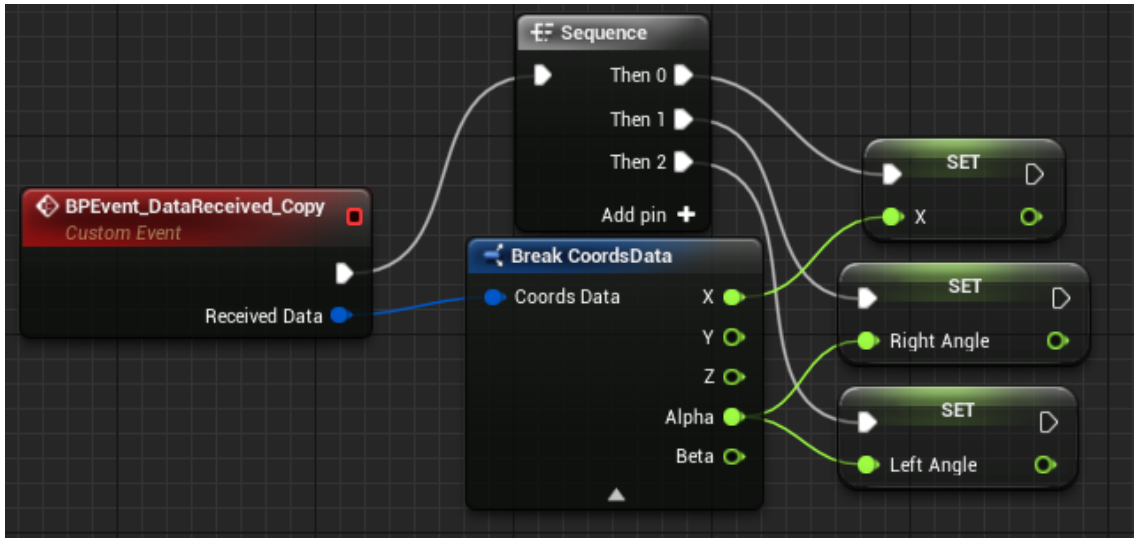 Sequence
Then 0
Then 1
Then 2
Add pin
BPEvent_DataReceived_Copy
Custom Event
Received Data
Break CoordsData
Coords Data
X
Y
Z
Alpha
Beta
SET
X
SET
Right Angle
SET
Left Angle